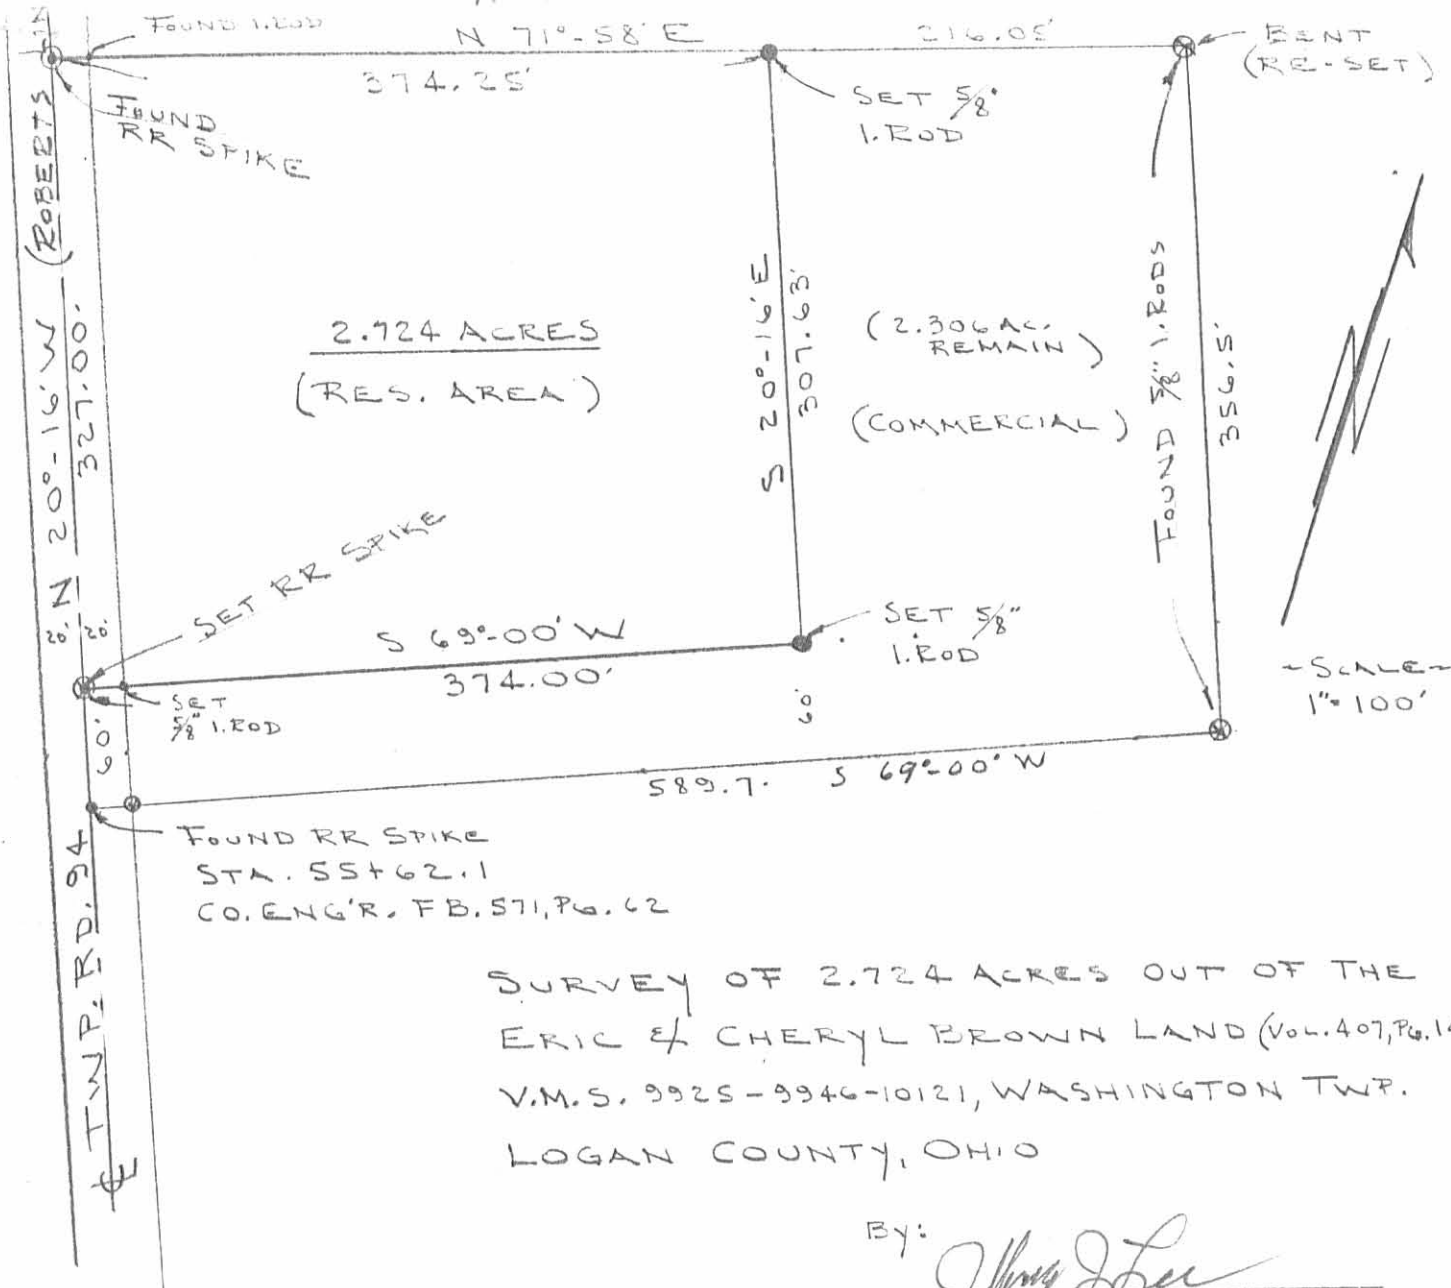 FOUND I.ROD
N 71°-58' E
374.25'
216.05'
BENT
(RE-SET)
FOUND
RR SPIKE
SET 5/8"
I.ROD
(ROBERTS
N 20°-16' W
327.00'
2.724 ACRES
(RES. AREA)
S 20°-16' E
307.63'
(2.306 AC.
REMAIN)
(COMMERCIAL)
FOUND 5/8" I.RODS
356.5'
SET RR SPIKE
20'
20'
S 69°-00' W
374.00'
SET 5/8"
I.ROD
SET
5/8" I.ROD
60'
60'
~SCALE~
1"=100'
589.7'
S 69°-00' W
FOUND RR SPIKE
STA. 55+62.1
CO. ENG'R. F B. 571, PG. 62
TWP. RD. 94
℄
SURVEY OF 2.724 ACRES OUT OF THE
ERIC & CHERYL BROWN LAND (VOL. 407, PG.
V.M.S. 9925-9946-10121, WASHINGTON TWP.
LOGAN COUNTY, OHIO
BY: